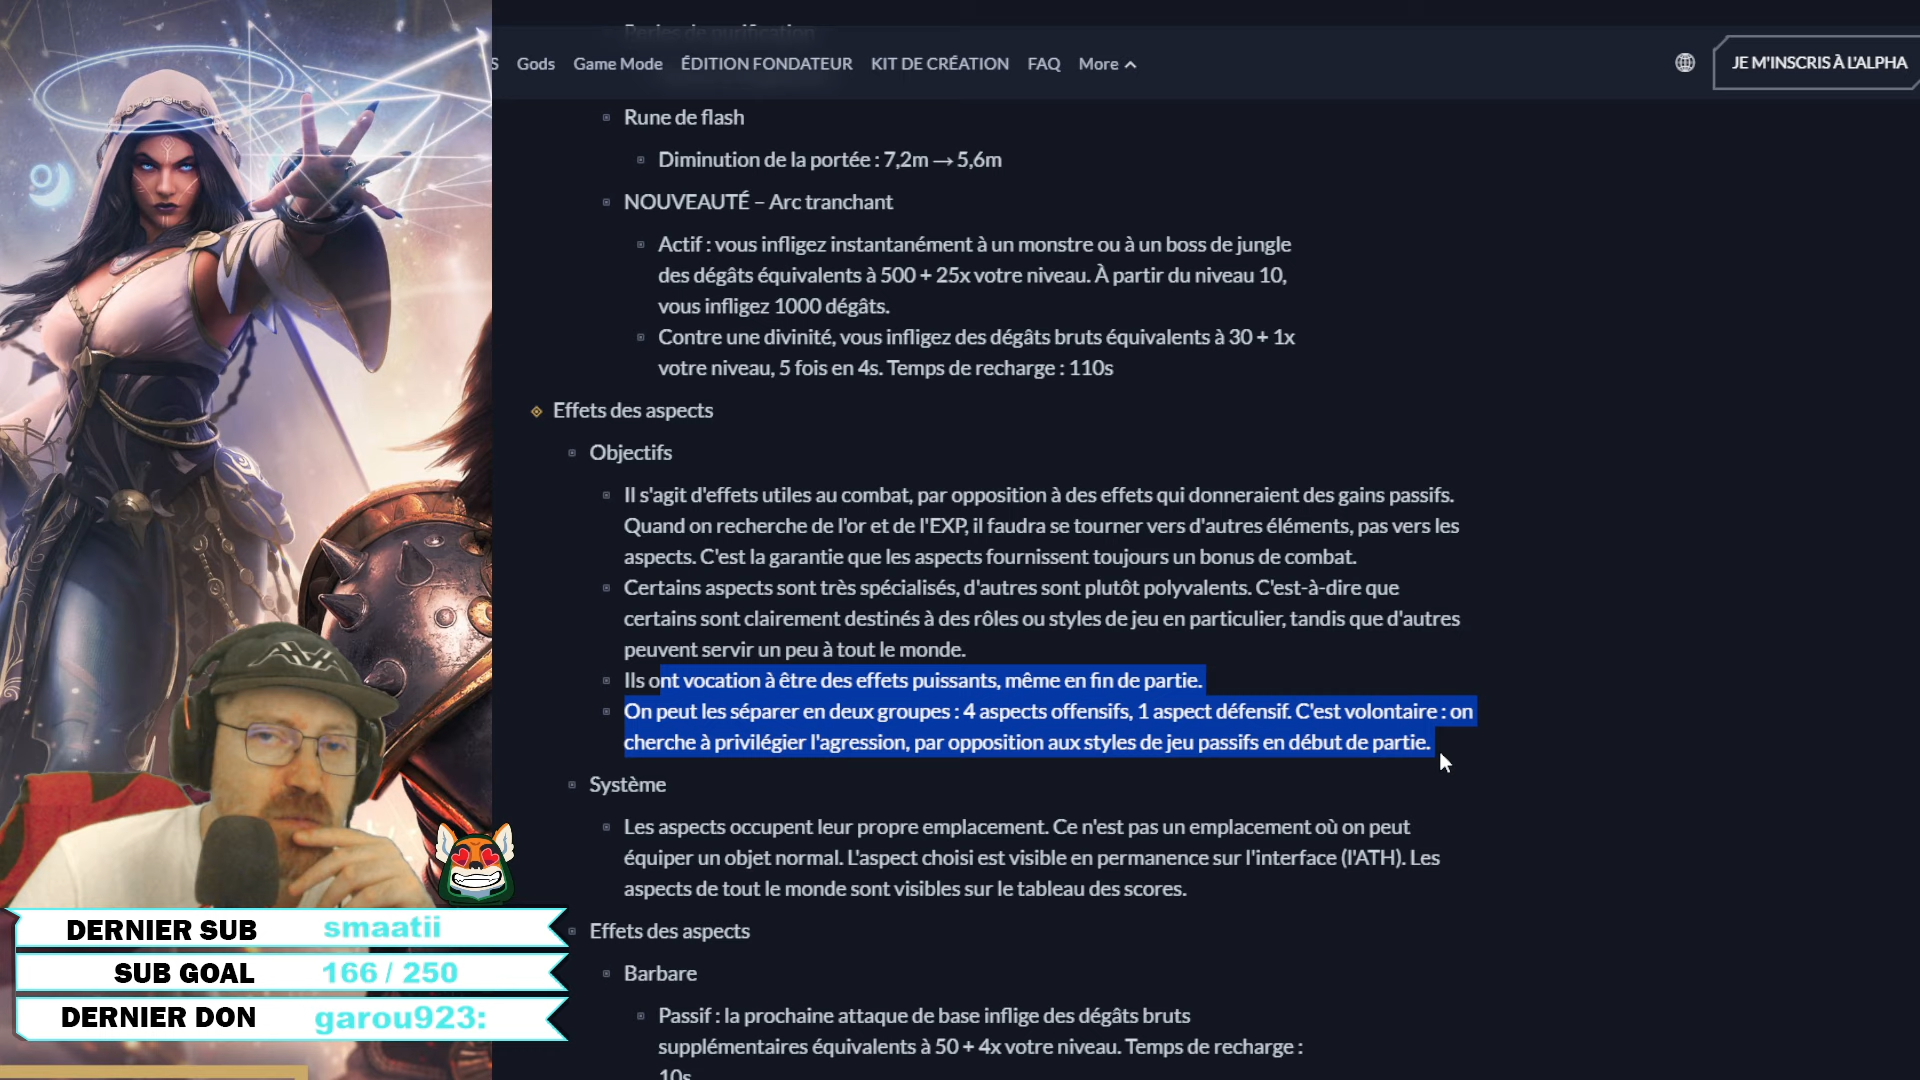 Perles de purification
S Gods Game Mode ÉDITION FONDATEUR KIT DE CRÉATION FAQ More JE M'INSCRIS À L'ALPHA
Rune de flash
Diminution de la portée : 7,2m → 5,6m
NOUVEAUTÉ – Arc tranchant
Actif : vous infligez instantanément à un monstre ou à un boss de jungle
des dégâts équivalents à 500 + 25x votre niveau. À partir du niveau 10,
vous infligez 1000 dégâts.
Contre une divinité, vous infligez des dégâts bruts équivalents à 30 + 1x
votre niveau, 5 fois en 4s. Temps de recharge : 110s
Effets des aspects
Objectifs
Il s'agit d'effets utiles au combat, par opposition à des effets qui donneraient des gains passifs.
Quand on recherche de l'or et de l'EXP, il faudra se tourner vers d'autres éléments, pas vers les
aspects. C'est la garantie que les aspects fournissent toujours un bonus de combat.
Certains aspects sont très spécialisés, d'autres sont plutôt polyvalents. C'est-à-dire que
certains sont clairement destinés à des rôles ou styles de jeu en particulier, tandis que d'autres
peuvent servir un peu à tout le monde.
Ils ont vocation à être des effets puissants, même en fin de partie.
On peut les séparer en deux groupes : 4 aspects offensifs, 1 aspect défensif. C'est volontaire : on
cherche à privilégier l'agression, par opposition aux styles de jeu passifs en début de partie.
Système
Les aspects occupent leur propre emplacement. Ce n'est pas un emplacement où on peut
équiper un objet normal. L'aspect choisi est visible en permanence sur l'interface (l'ATH). Les
aspects de tout le monde sont visibles sur le tableau des scores.
Effets des aspects
Barbare
Passif : la prochaine attaque de base inflige des dégâts bruts
supplémentaires équivalents à 50 + 4x votre niveau. Temps de recharge :
10s
DERNIER SUB smaatii
SUB GOAL 166 / 250
DERNIER DON garou923: